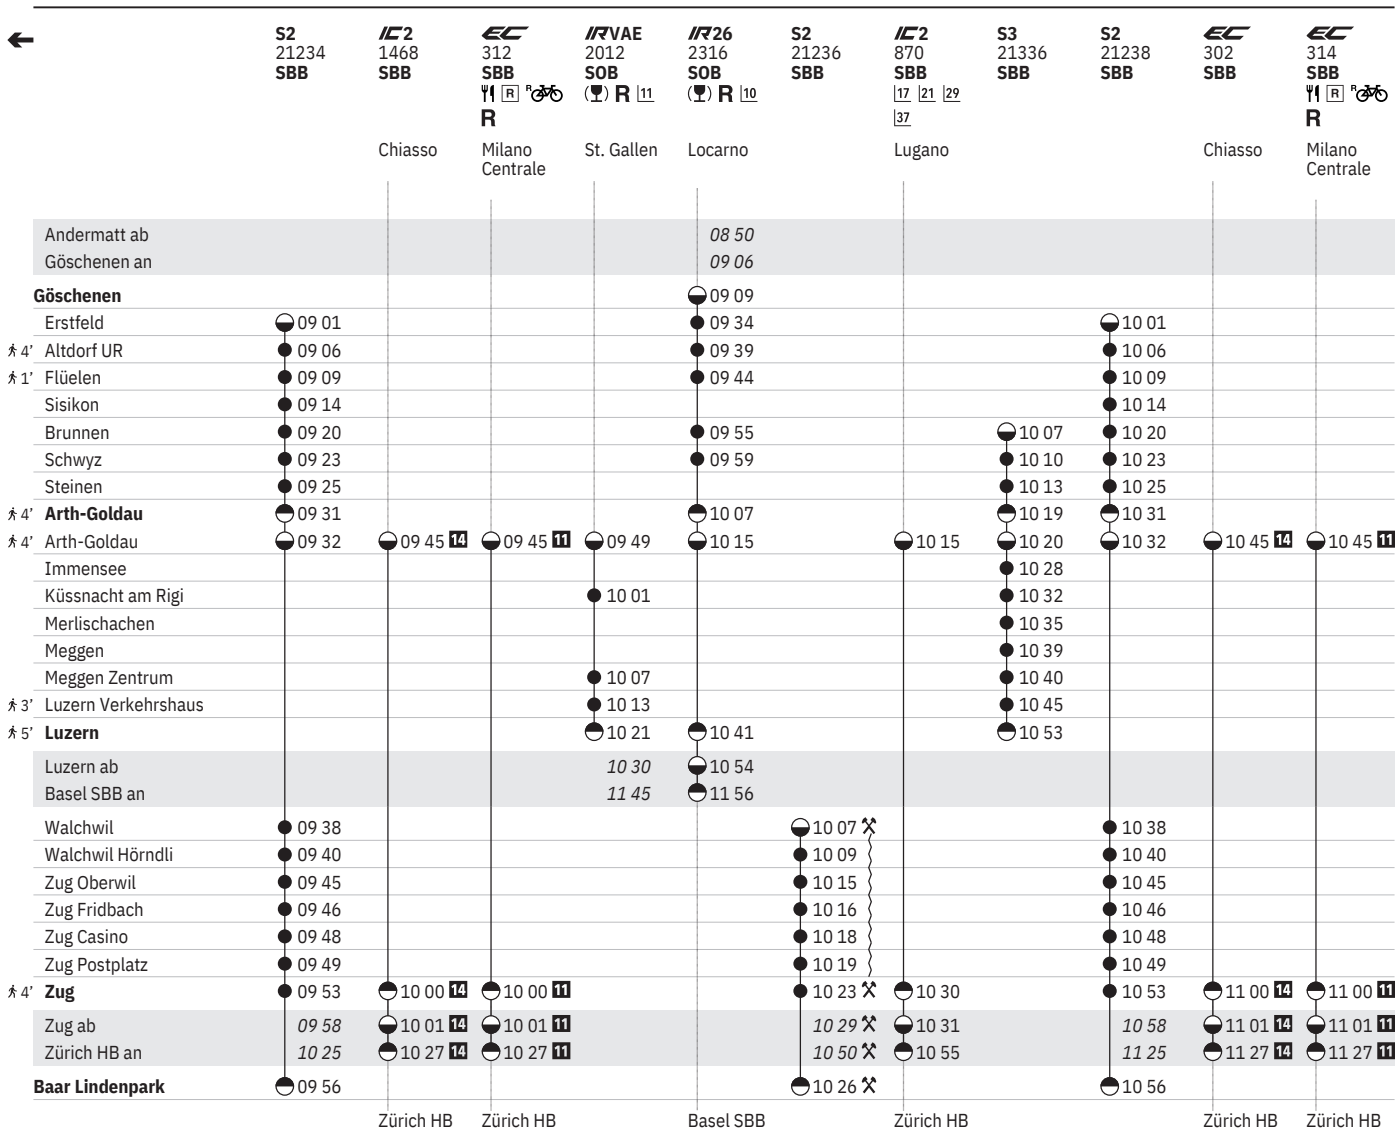 S2 IC2 EC IRVAE IR26 S2 IC2 S3 S2 EC EC
21234 1468 312 2012 2316 21236 870 21336 21238 302 314
SBB SBB SBB SOB SOB SBB SBB SBB SBB SBB SBB
R R R 11 R 10 17 21 29 R R
R 37 R
Chiasso Milano St. Gallen Locarno Lugano Chiasso Milano
Centrale Centrale
Andermatt ab 08 50
Göschenen an 09 06
Göschenen 09 09
Erstfeld 09 01 09 34 10 01
4’ Altdorf UR 09 06 09 39 10 06
1’ Flüelen 09 09 09 44 10 09
Sisikon 09 14 10 14
Brunnen 09 20 09 55 10 07 10 20
Schwyz 09 23 09 59 10 10 10 23
Steinen 09 25 10 13 10 25
4’ Arth-Goldau 09 31 10 07 10 19 10 31
4’ Arth-Goldau 09 32 09 45 14 09 45 11 09 49 10 15 10 15 10 20 10 32 10 45 14 10 45 11
Immensee 10 28
Küssnacht am Rigi 10 01 10 32
Merlischachen 10 35
Meggen 10 39
Meggen Zentrum 10 07 10 40
3’ Luzern Verkehrshaus 10 13 10 45
5’ Luzern 10 21 10 41 10 53
Luzern ab 10 30 10 54
Basel SBB an 11 45 11 56
Walchwil 09 38 10 07 10 38
Walchwil Hörndli 09 40 10 09 10 40
Zug Oberwil 09 45 10 15 10 45
Zug Fridbach 09 46 10 16 10 46
Zug Casino 09 48 10 18 10 48
Zug Postplatz 09 49 10 19 10 49
4’ Zug 09 53 10 00 14 10 00 11 10 23 10 30 10 53 11 00 14 11 00 11
Zug ab 09 58 10 01 14 10 01 11 10 29 10 31 10 58 11 01 14 11 01 11
Zürich HB an 10 25 10 27 14 10 27 11 10 50 10 55 11 25 11 27 14 11 27 11
Baar Lindenpark 09 56 10 26 10 56
Zürich HB Zürich HB Basel SBB Zürich HB Zürich HB Zürich HB